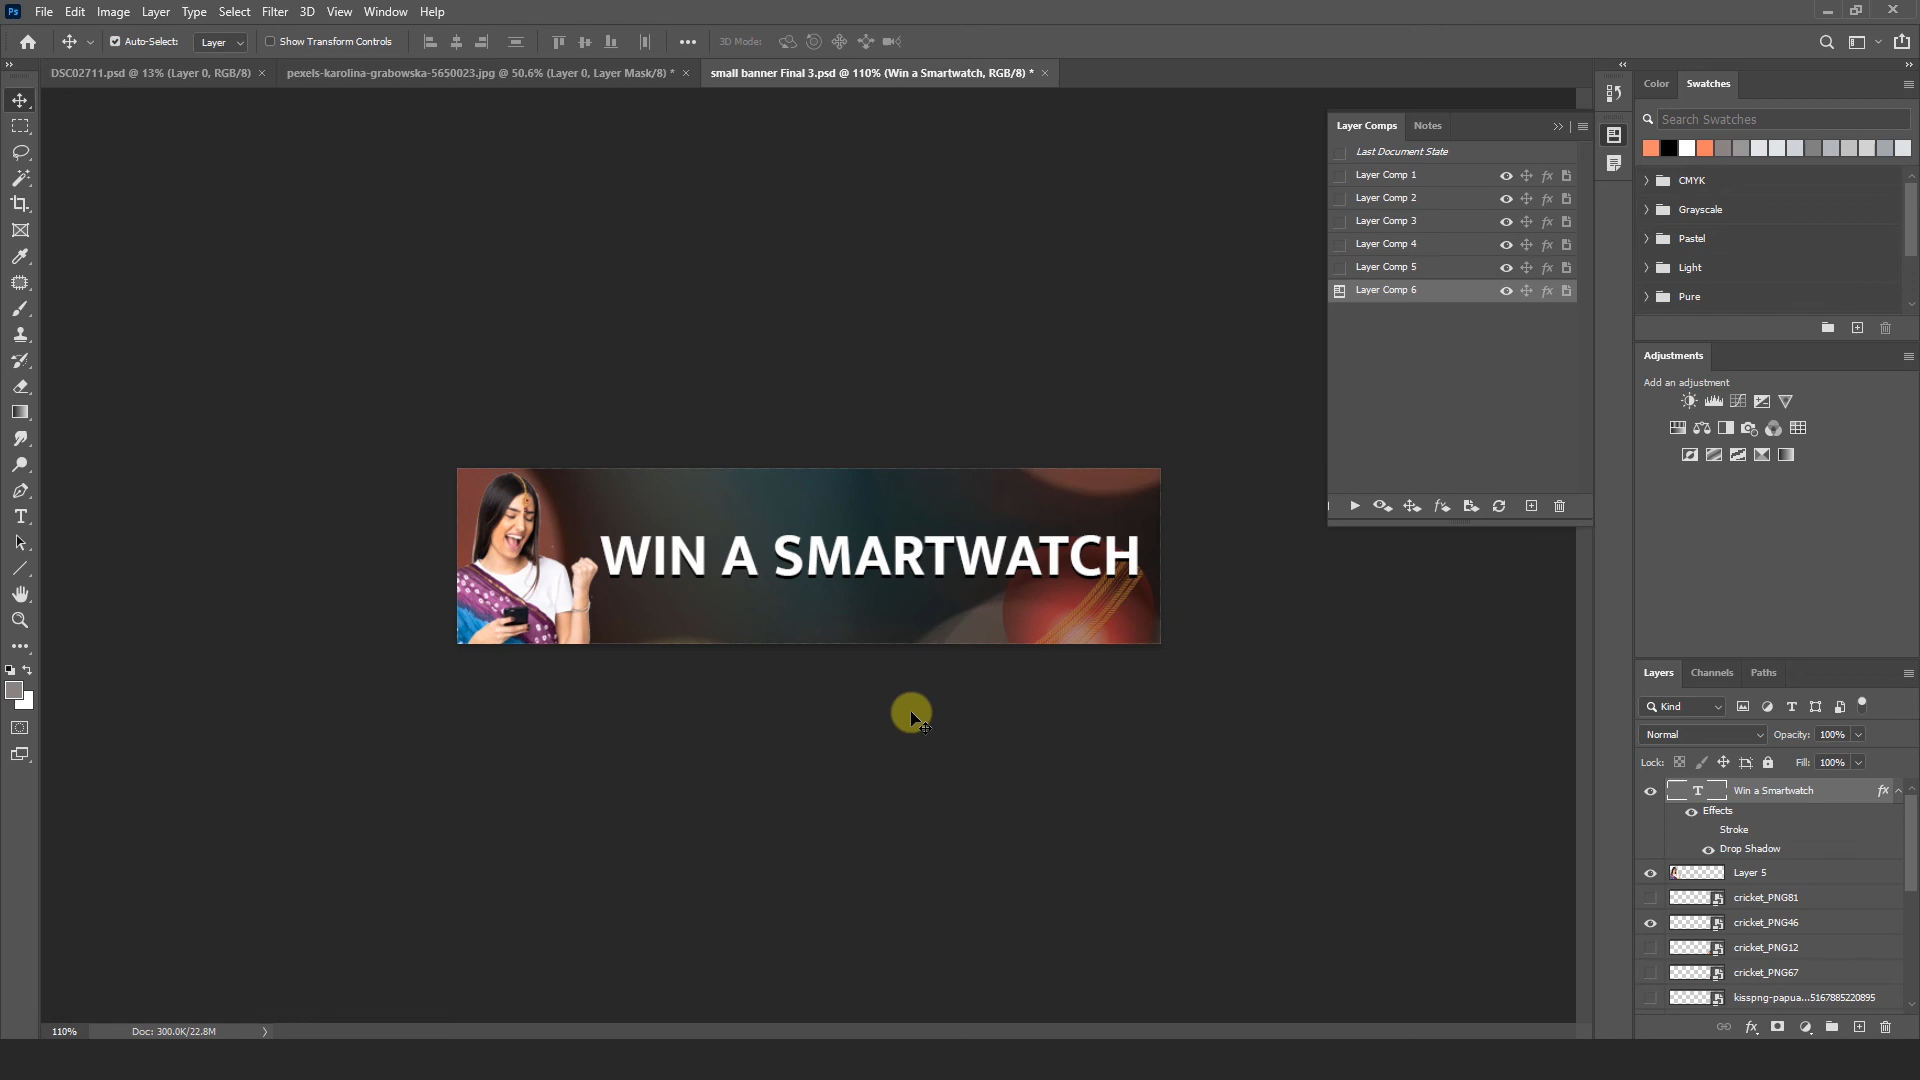 Ps File Edit Image Layer Type Select Filter 3D View Window Help
Auto-Select: Layer Show Transform Controls 3D Mode:
DSC02711.psd @ 13% (Layer 0, RGB/8) × pexels-karolina-grabowska-5650023.jpg @ 50.6% (Layer 0, Layer Mask/8) * × small banner Final 3.psd @ 110% (Win a Smartwatch, RGB/8) * ×
Layer Comps Notes
Last Document State
Layer Comp 1
Layer Comp 2
Layer Comp 3
Layer Comp 4
Layer Comp 5
Layer Comp 6
Color Swatches
Search Swatches
CMYK
Grayscale
Pastel
Light
Pure
Adjustments
Add an adjustment
WIN A SMARTWATCH
Layers Channels Paths
Kind
Normal Opacity: 100%
Lock: Fill: 100%
Win a Smartwatch fx
Effects
Stroke
Drop Shadow
Layer 5
cricket_PNG81
cricket_PNG46
cricket_PNG12
cricket_PNG67
kisspng-papua...5167885220895
110% Doc: 300.0K/22.8M